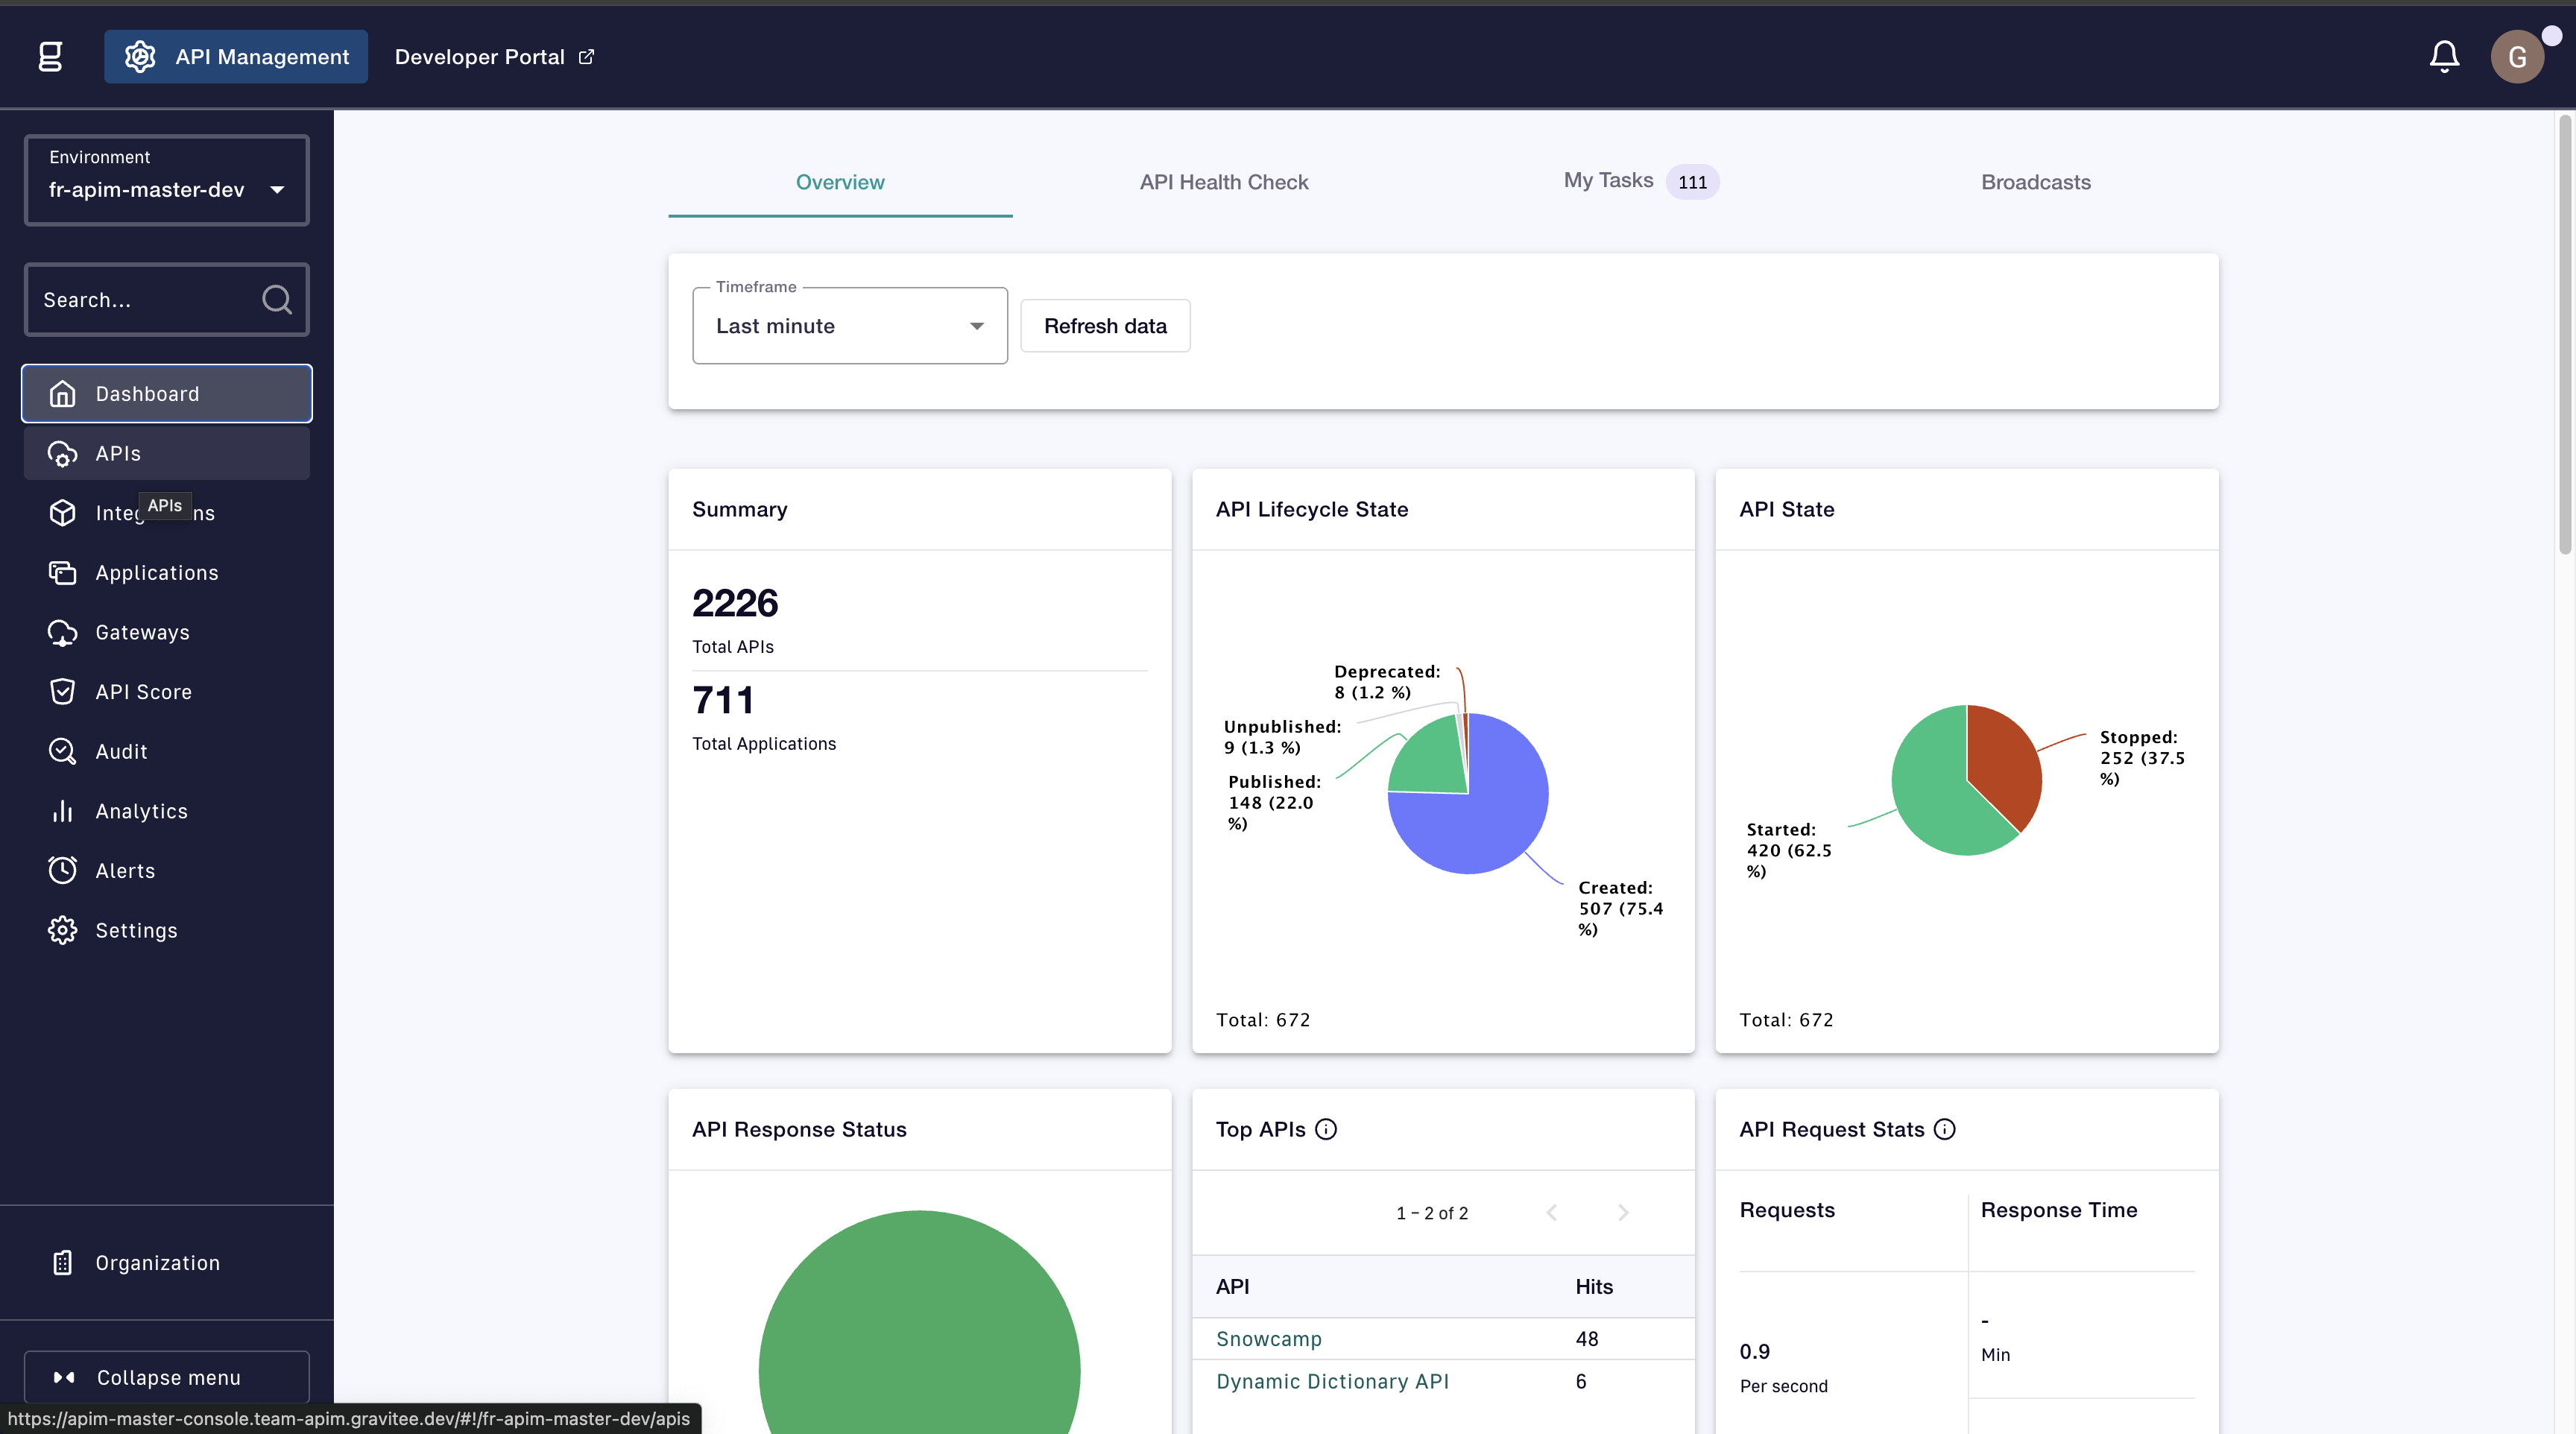 g
API Management
Developer Portal
G
Environment
fr-apim-master-dev
Search...
Dashboard
APIs
APIs
Applications
Gateways
API Score
Audit
Analytics
Alerts
Settings
Organization
Collapse menu
https://apim-master-console.team-apim.gravitee.dev/#!/fr-apim-master-dev/apis
Overview
API Health Check
My Tasks 111
Broadcasts
Timeframe
Last minute
Refresh data
Summary
2226
Total APIs
711
Total Applications
API Lifecycle State
Deprecated:
8 (1.2 %)
Unpublished:
9 (1.3 %)
Published:
148 (22.0
%)
Created:
507 (75.4
%)
Total: 672
API State
Stopped:
252 (37.5
%)
Started:
420 (62.5
%)
Total: 672
API Response Status
Top APIs
1 – 2 of 2
API Hits
Snowcamp 48
Dynamic Dictionary API 6
API Request Stats
Requests
Response Time
0.9
Per second
-
Min